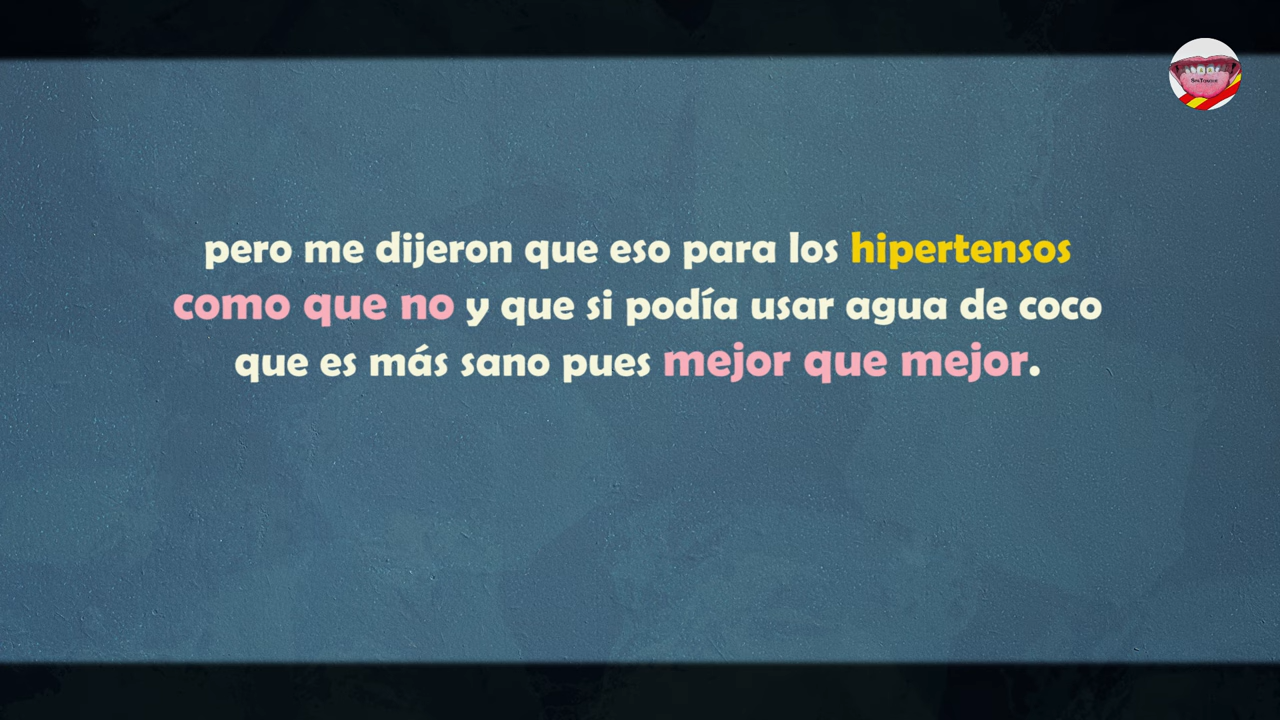 pero me dijeron que eso para los hipertensos
como que no y que si podía usar agua de coco
que es más sano pues mejor que mejor.